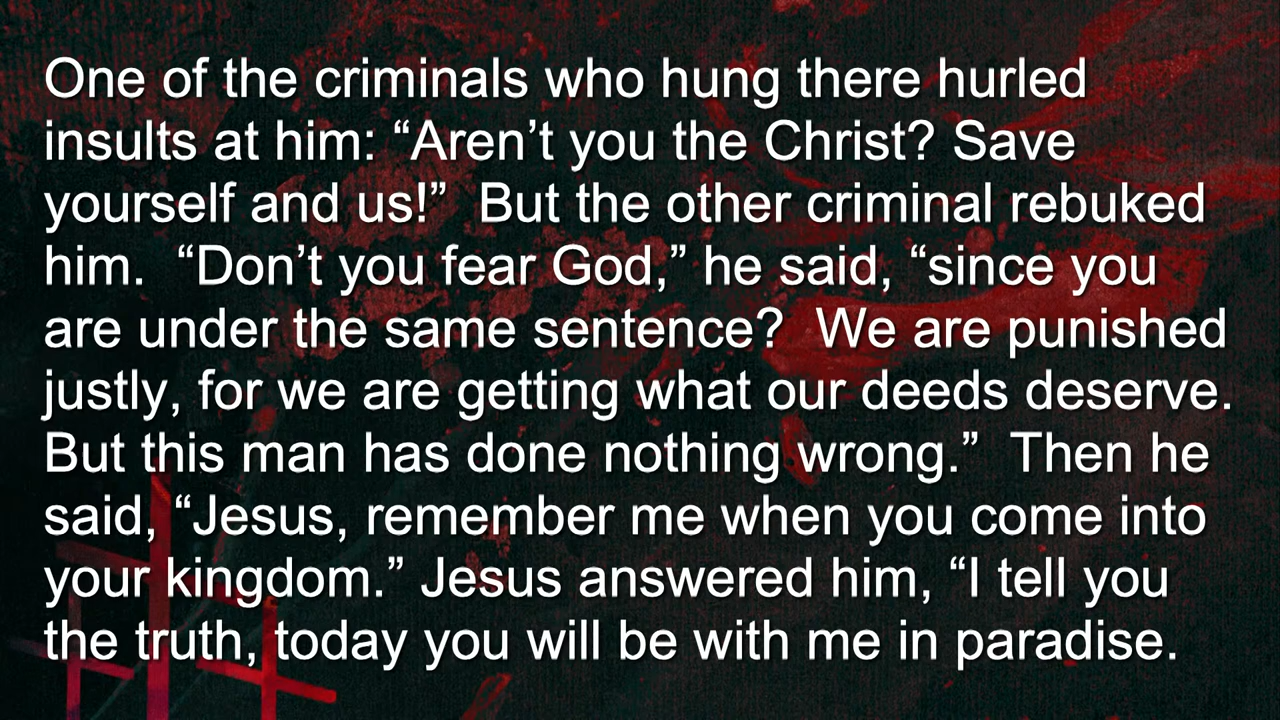 One of the criminals who hung there hurled
insults at him: “Aren’t you the Christ? Save
yourself and us!”  But the other criminal rebuked
him.  “Don’t you fear God,” he said, “since you
are under the same sentence?  We are punished
justly, for we are getting what our deeds deserve.
But this man has done nothing wrong.”  Then he
said, “Jesus, remember me when you come into
your kingdom.” Jesus answered him, “I tell you
the truth, today you will be with me in paradise.